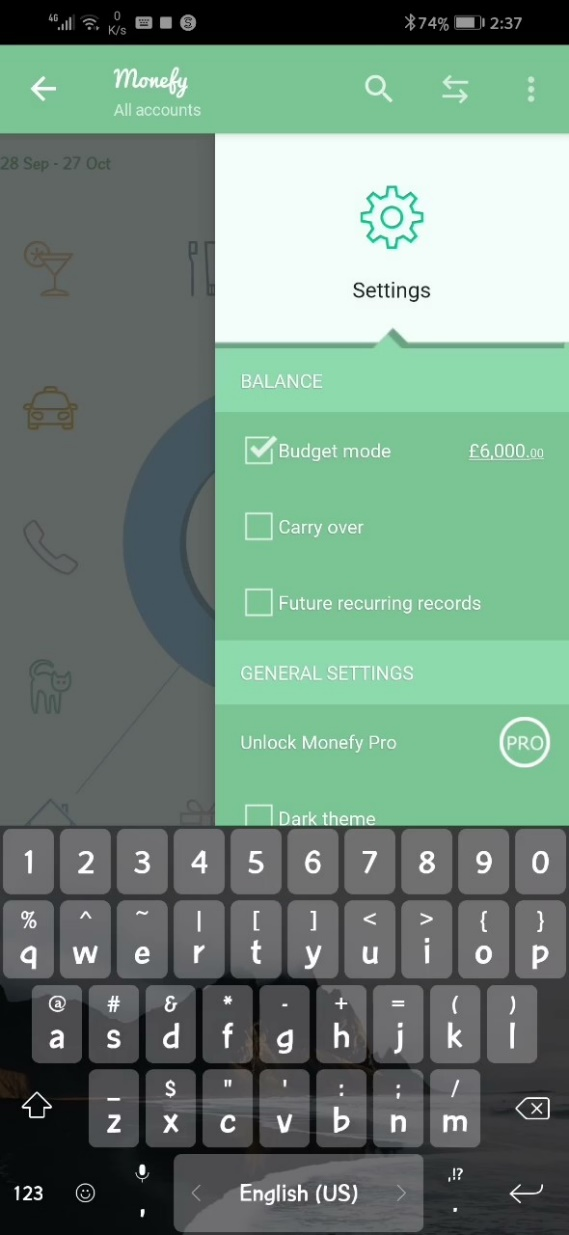 4G 0 K/s 74% 2:37
Monefy
All accounts
28 Sep - 27 Oct
Settings
BALANCE
Budget mode £6,000.00
Carry over
Future recurring records
GENERAL SETTINGS
Unlock Monefy Pro PRO
Dark theme
1 2 3 4 5 6 7 8 9 0
% ^ ~ | [ ] < > { }
q w e r t y u i o p
@ # & * - + = ( )
a s d f g h j k l
_ $ " ' : ; /
z x c v b n m
123 , < English (US) > ,!? .